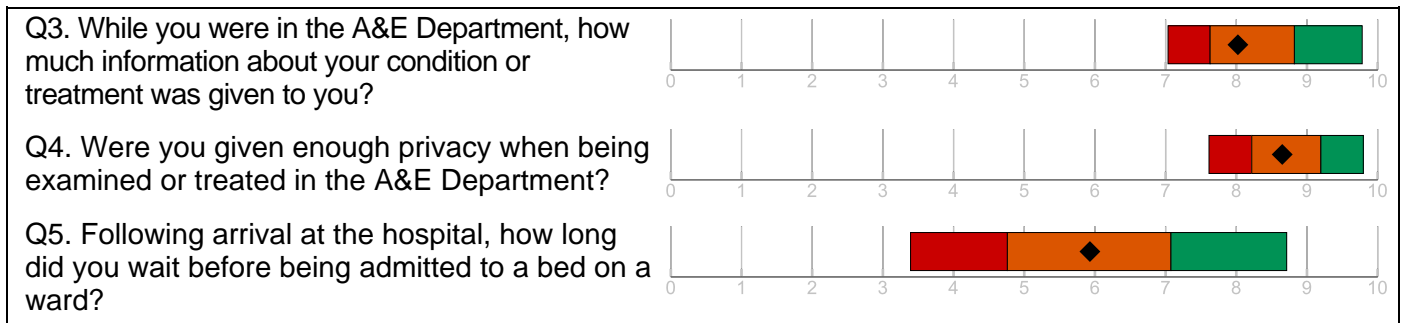 Q3. While you were in the A&E Department, how
much information about your condition or
treatment was given to you?
0 1 2 3 4 5 6 7 8 9 10
Q4. Were you given enough privacy when being
examined or treated in the A&E Department?
0 1 2 3 4 5 6 7 8 9 10
Q5. Following arrival at the hospital, how long
did you wait before being admitted to a bed on a
ward?
0 1 2 3 4 5 6 7 8 9 10